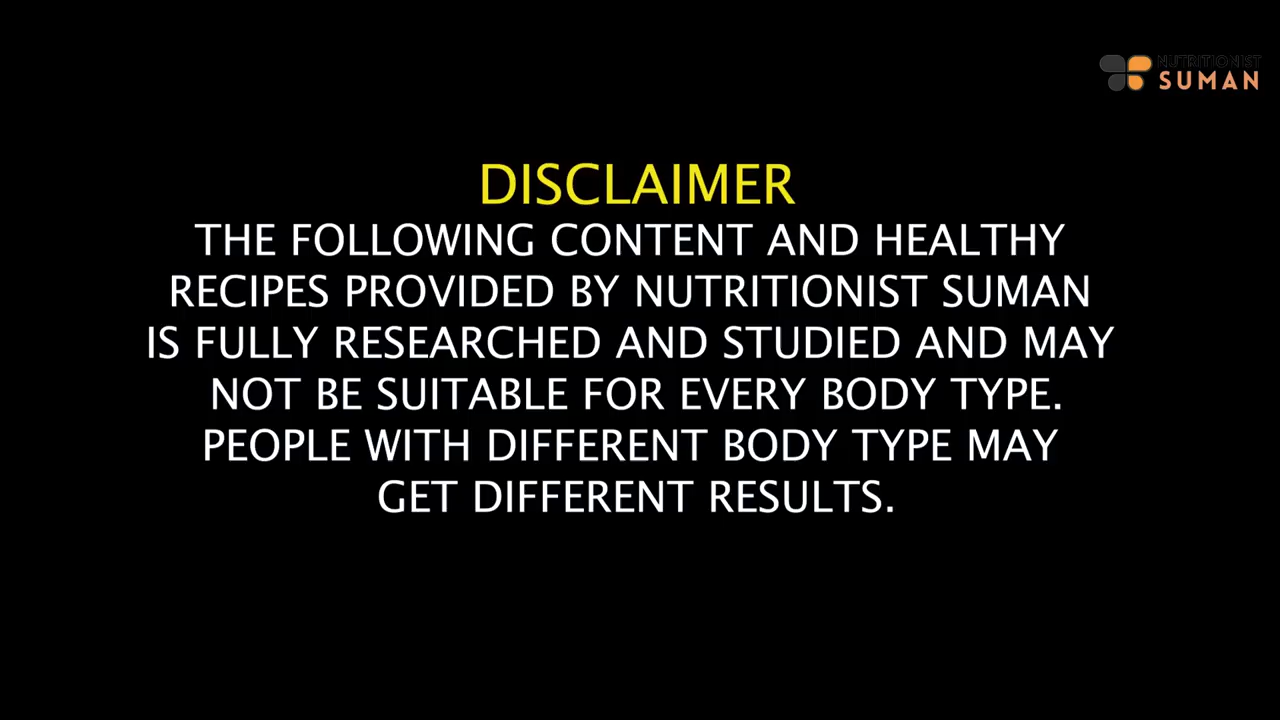 NUTRITIONIST
SUMAN
DISCLAIMER
THE FOLLOWING CONTENT AND HEALTHY
RECIPES PROVIDED BY NUTRITIONIST SUMAN
IS FULLY RESEARCHED AND STUDIED AND MAY
NOT BE SUITABLE FOR EVERY BODY TYPE.
PEOPLE WITH DIFFERENT BODY TYPE MAY
GET DIFFERENT RESULTS.